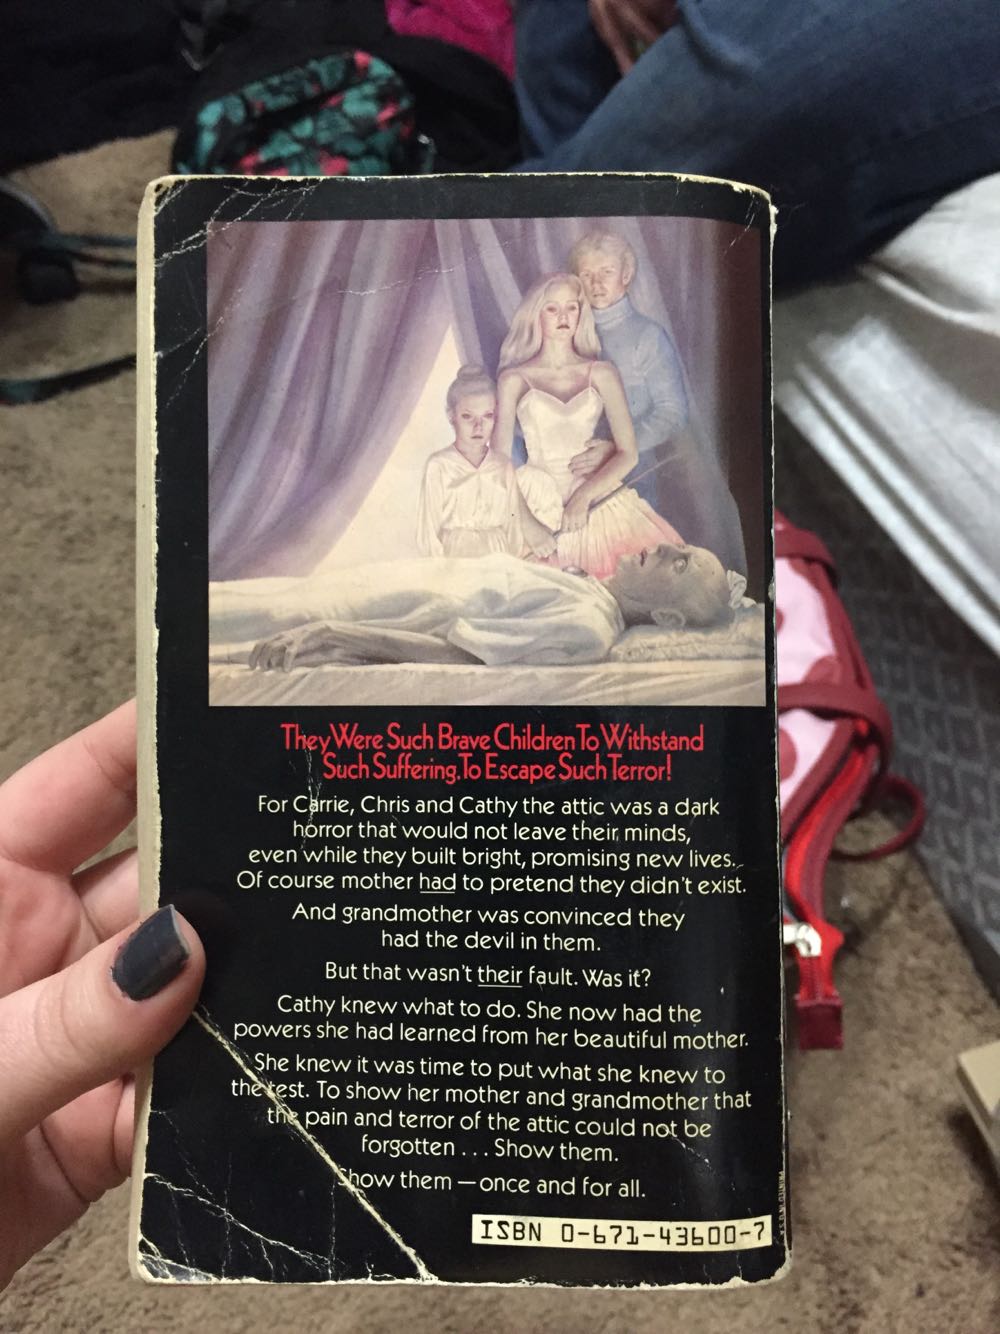 They Were Such Brave Children To Withstand
Such Suffering, To Escape Such Terror!
For Carrie, Chris and Cathy the attic was a dark
horror that would not leave their minds,
even while they built bright, promising new lives.
Of course mother had to pretend they didn't exist.
And grandmother was convinced they
had the devil in them.
But that wasn't their fault. Was it?
Cathy knew what to do. She now had the
powers she had learned from her beautiful mother.
She knew it was time to put what she knew to
the test. To show her mother and grandmother that
the pain and terror of the attic could not be
forgotten . . . Show them.
Show them — once and for all.
ISBN 0-671-43600-7
PRINTED IN U.S.A.